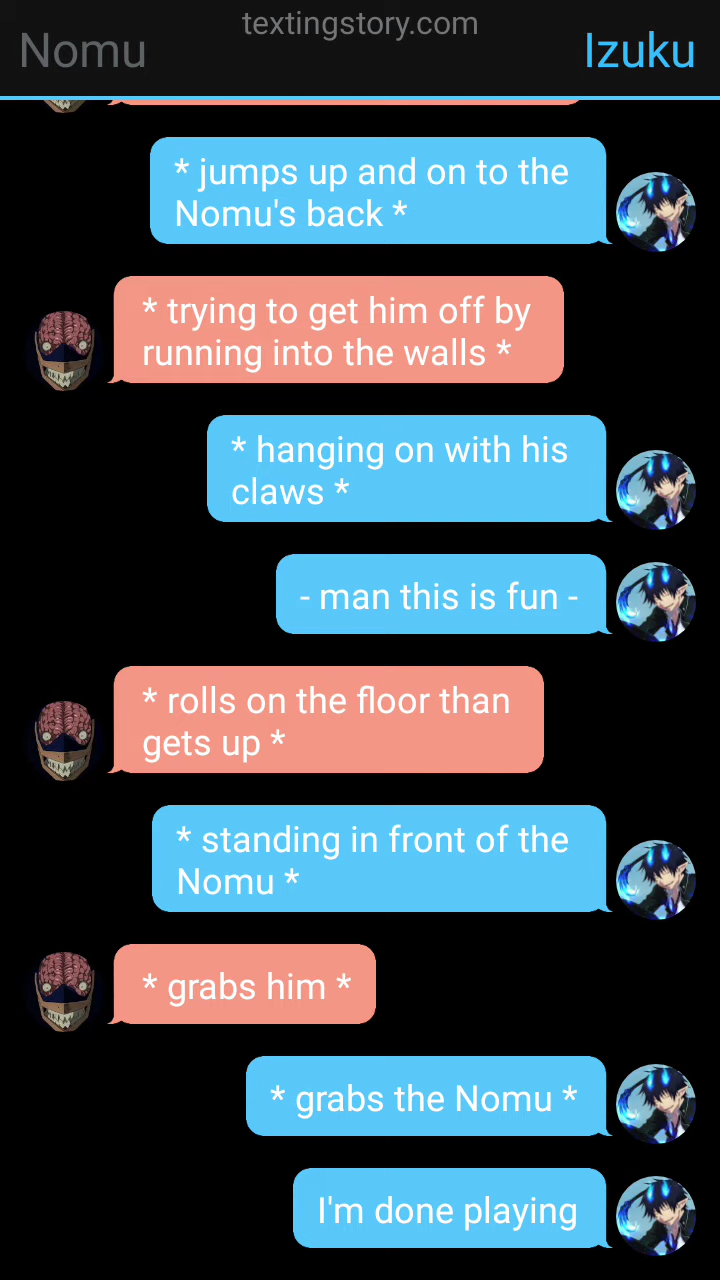 textingstory.com
Nomu
Izuku
* jumps up and on to the
Nomu's back *
* trying to get him off by
running into the walls *
* hanging on with his
claws *
- man this is fun -
* rolls on the floor than
gets up *
* standing in front of the
Nomu *
* grabs him *
* grabs the Nomu *
I'm done playing